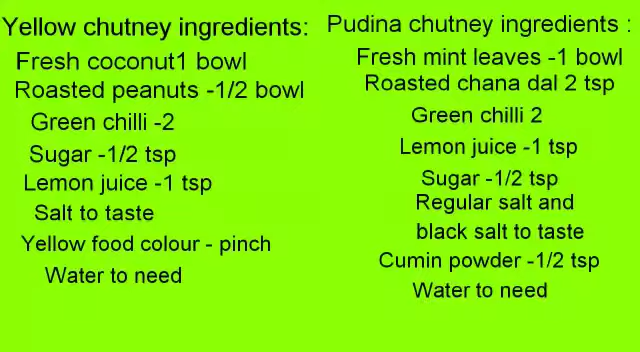 Yellow chutney ingredients:
Fresh coconut1 bowl
Roasted peanuts -1/2 bowl
Green chilli -2
Sugar -1/2 tsp
Lemon juice -1 tsp
Salt to taste
Yellow food colour - pinch
Water to need
Pudina chutney ingredients :
Fresh mint leaves -1 bowl
Roasted chana dal 2 tsp
Green chilli 2
Lemon juice -1 tsp
Sugar -1/2 tsp
Regular salt and
black salt to taste
Cumin powder -1/2 tsp
Water to need